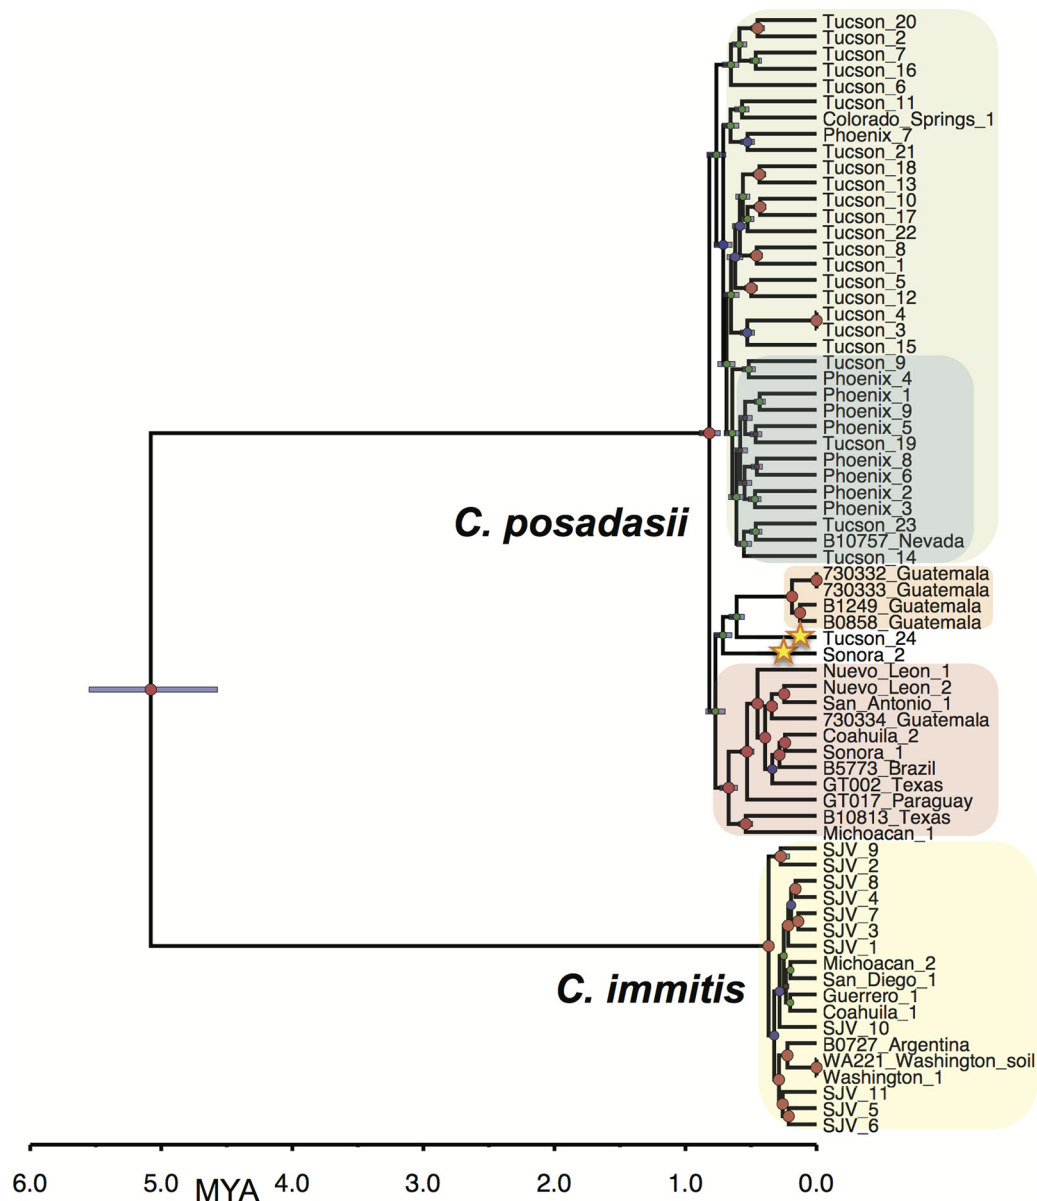 Tucson_20
Tucson_2
Tucson_7
Tucson_16
Tucson_6
Tucson_11
Colorado_Springs_1
Phoenix_7
Tucson_21
Tucson_18
Tucson_13
Tucson_10
Tucson_17
Tucson_22
Tucson_8
Tucson_1
Tucson_5
Tucson_12
Tucson_4
Tucson_3
Tucson_15
Tucson_9
Phoenix_4
Phoenix_1
Phoenix_9
Phoenix_5
Tucson_19
Phoenix_8
Phoenix_6
Phoenix_2
Phoenix_3
Tucson_23
B10757_Nevada
Tucson_14
C. posadasii
730332_Guatemala
730333_Guatemala
B1249_Guatemala
B0858_Guatemala
Tucson_24
Sonora_2
Nuevo_Leon_1
Nuevo_Leon_2
San_Antonio_1
730334_Guatemala
Coahuila_2
Sonora_1
B5773_Brazil
GT002_Texas
GT017_Paraguay
B10813_Texas
Michoacan_1
SJV_9
SJV_2
SJV_8
SJV_4
SJV_7
SJV_3
SJV_1
Michoacan_2
San_Diego_1
Guerrero_1
Coahuila_1
SJV_10
B0727_Argentina
WA221_Washington_soil
Washington_1
SJV_11
SJV_5
SJV_6
C. immitis
6.0 5.0 4.0 3.0 2.0 1.0 0.0
MYA